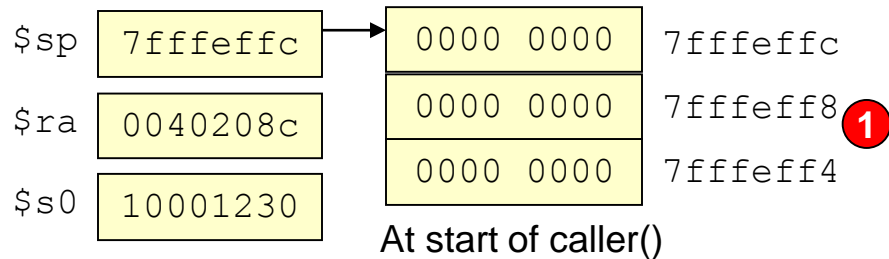 $sp 7fffeffc 0000 0000 7fffeffc
$ra 0040208c 0000 0000 7fffeff8 1
$s0 10001230 0000 0000 7fffeff4
At start of caller()